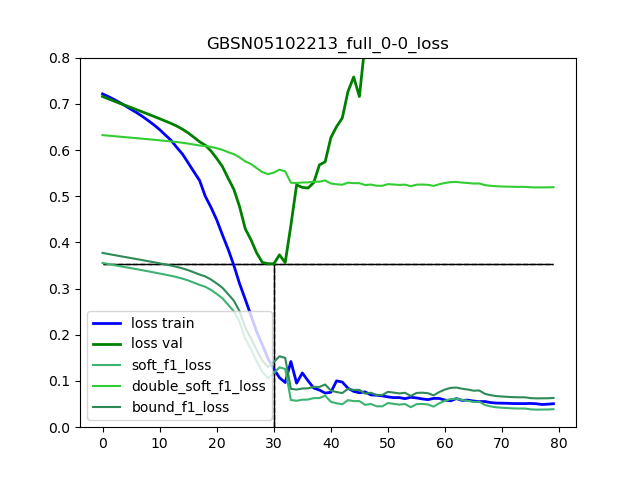 GBSN05102213_full_0-0_loss
0.8
0.7
0.6
0.5
0.4
0.3
0.2
0.1
0.0
loss train
loss val
soft_f1_loss
double_soft_f1_loss
bound_f1_loss
0 10 20 30 40 50 60 70 80